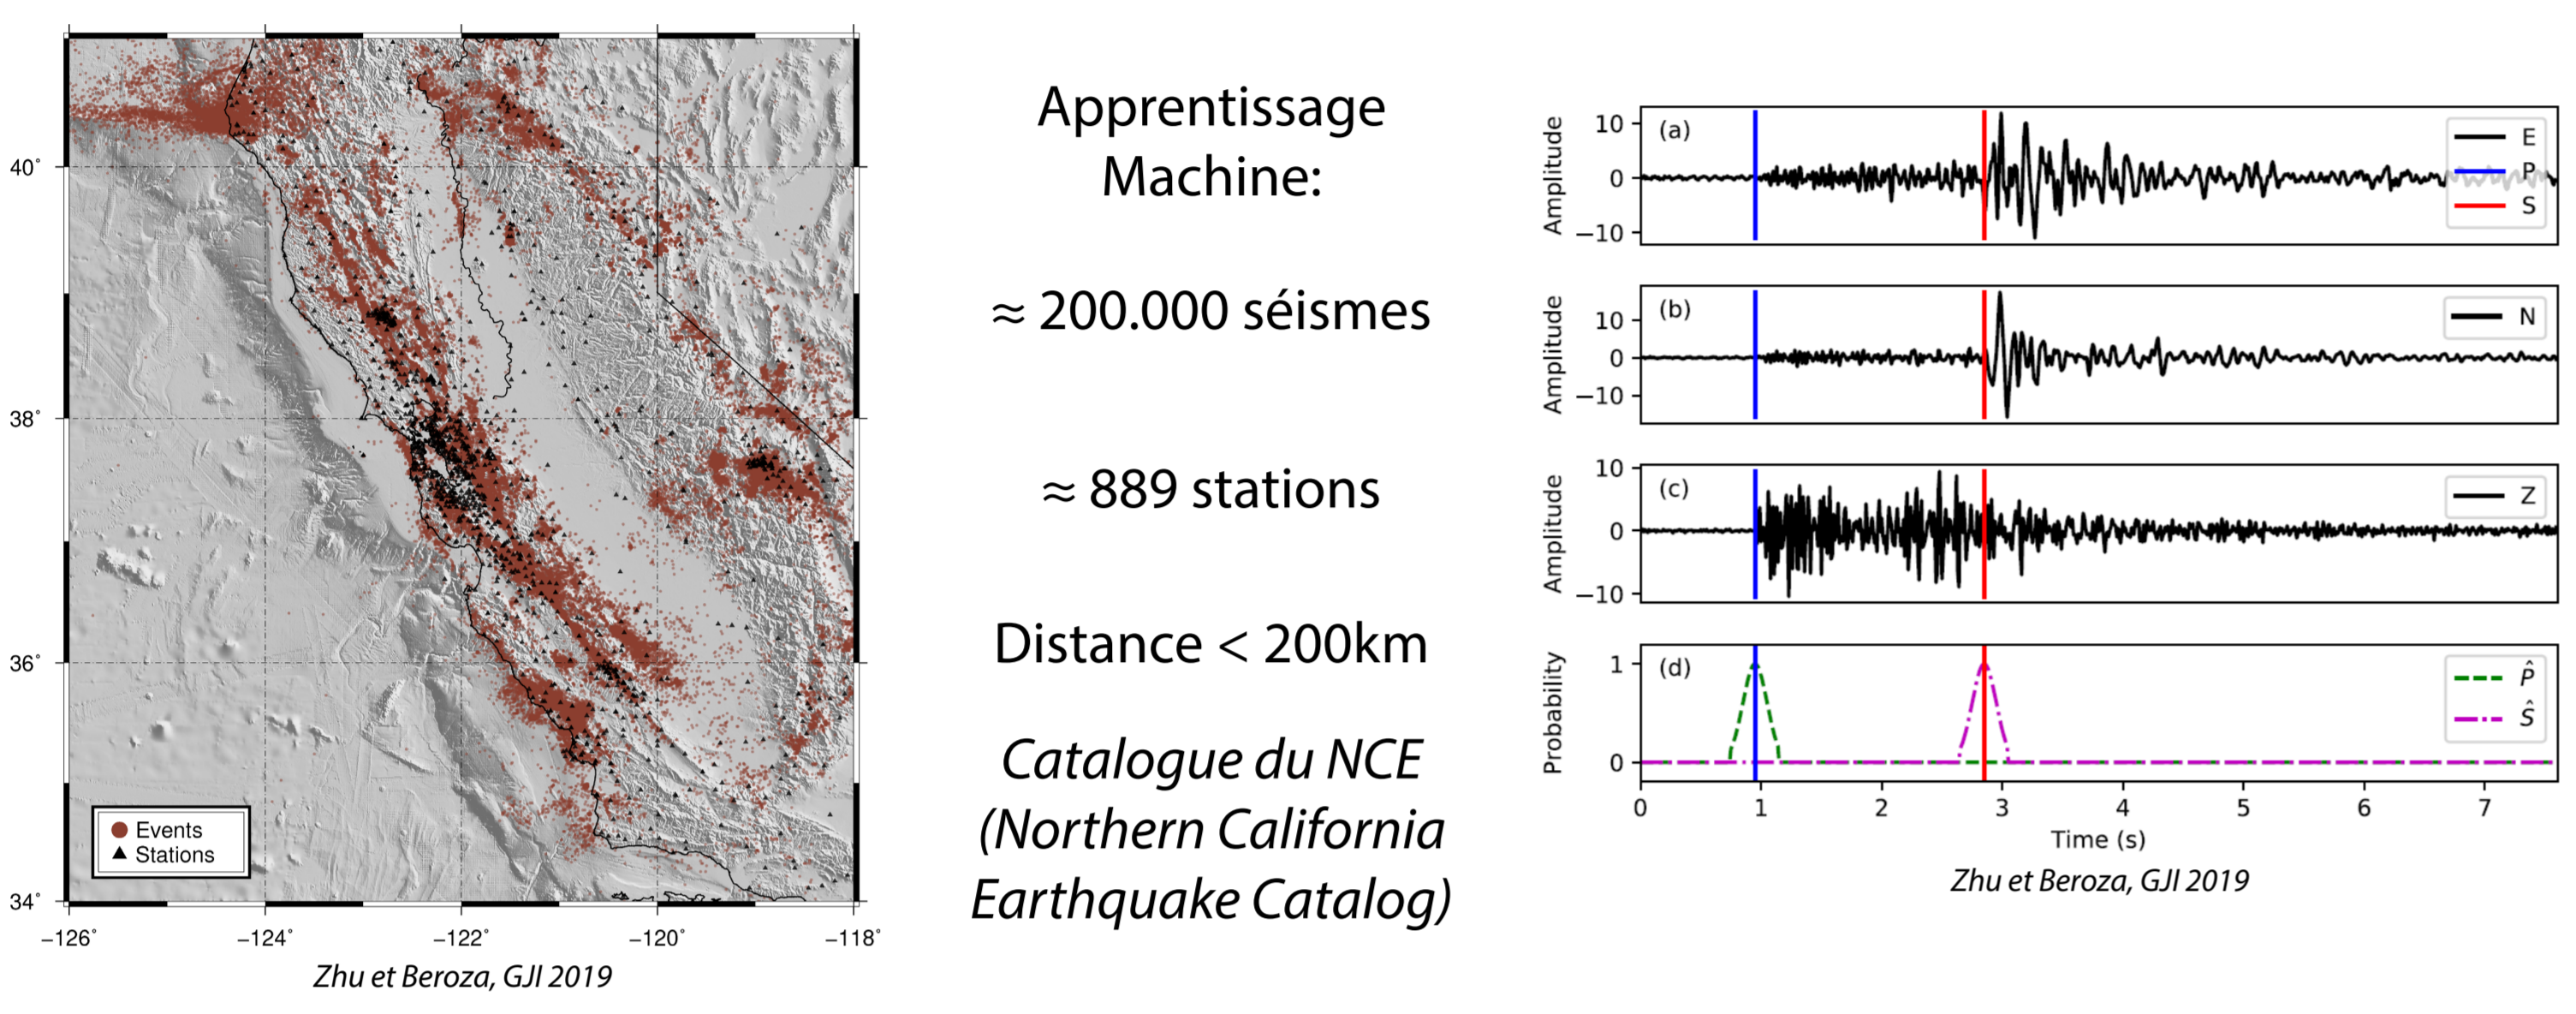 40°
38°
36°
34°
−126°
−124°
−122°
−120°
−118°
Events
Stations
Zhu et Beroza, GJI 2019
Apprentissage
Machine:
≈ 200.000 séismes
≈ 889 stations
Distance < 200km
Catalogue du NCE
(Northern California
Earthquake Catalog)
Amplitude
10
0
−10
(a)
E
P
S
Amplitude
10
0
−10
(b)
N
Amplitude
10
0
−10
(c)
Z
Probability
1
0
(d)
P̂
Ŝ
0 1 2 3 4 5 6 7
Time (s)
Zhu et Beroza, GJI 2019